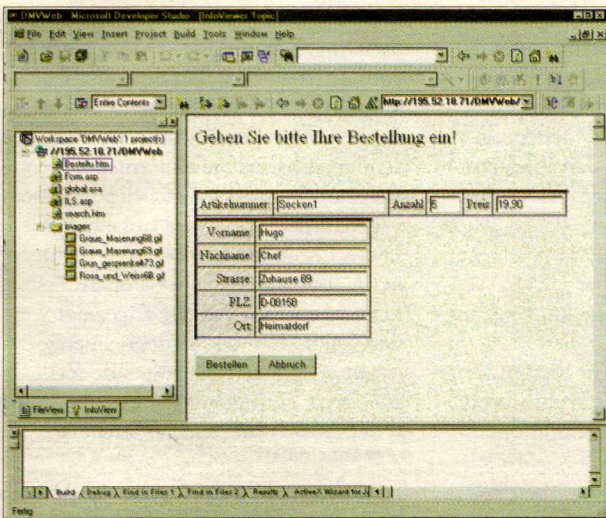 DMVWeb - Microsoft Developer Studio - [InfoViewer Topic]
File Edit View Insert Project Build Tools Window Help
Entire Contents
http://195.52.18.71/DMVWeb/
Workspace 'DMVWeb': 1 project(s)
//195.52.18.71/DMVWeb
Bestellu.htm
Form.asp
global.asa
ILS.asp
search.htm
images
Graue_Maserung68.gif
Graue_Maserung69.gif
Grun_gesprenkelt73.gif
Rosa_und_Weiss68.gif
FileView InfoView
Geben Sie bitte Ihre Bestellung ein!
Artikelnummer Socken1 Anzahl 6 Preis 19,90
Vorname Hugo
Nachname Chef
Strasse Zuhause 89
PLZ D-08158
Ort Heimatdorf
Bestellen Abbruch
Build Debug Find in Files 1 Find in Files 2 Results ActiveX Wizard for J
Fertig